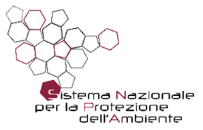 Sistema Nazionale
per la Protezione
dell'Ambiente